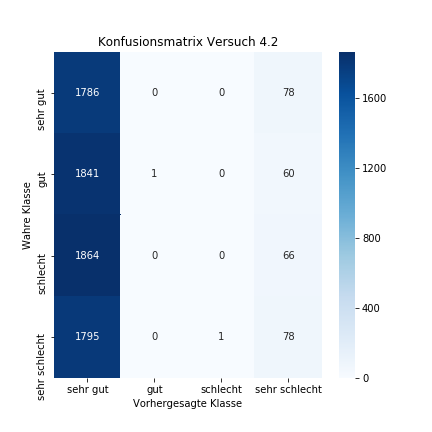 Konfusionsmatrix Versuch 4.2
sehr gut 1786 0 0 78
gut 1841 1 0 60
schlecht 1864 0 0 66
sehr schlecht 1795 0 1 78
Wahre Klasse
sehr gut gut schlecht sehr schlecht
Vorhergesagte Klasse
1600
1200
800
400
0